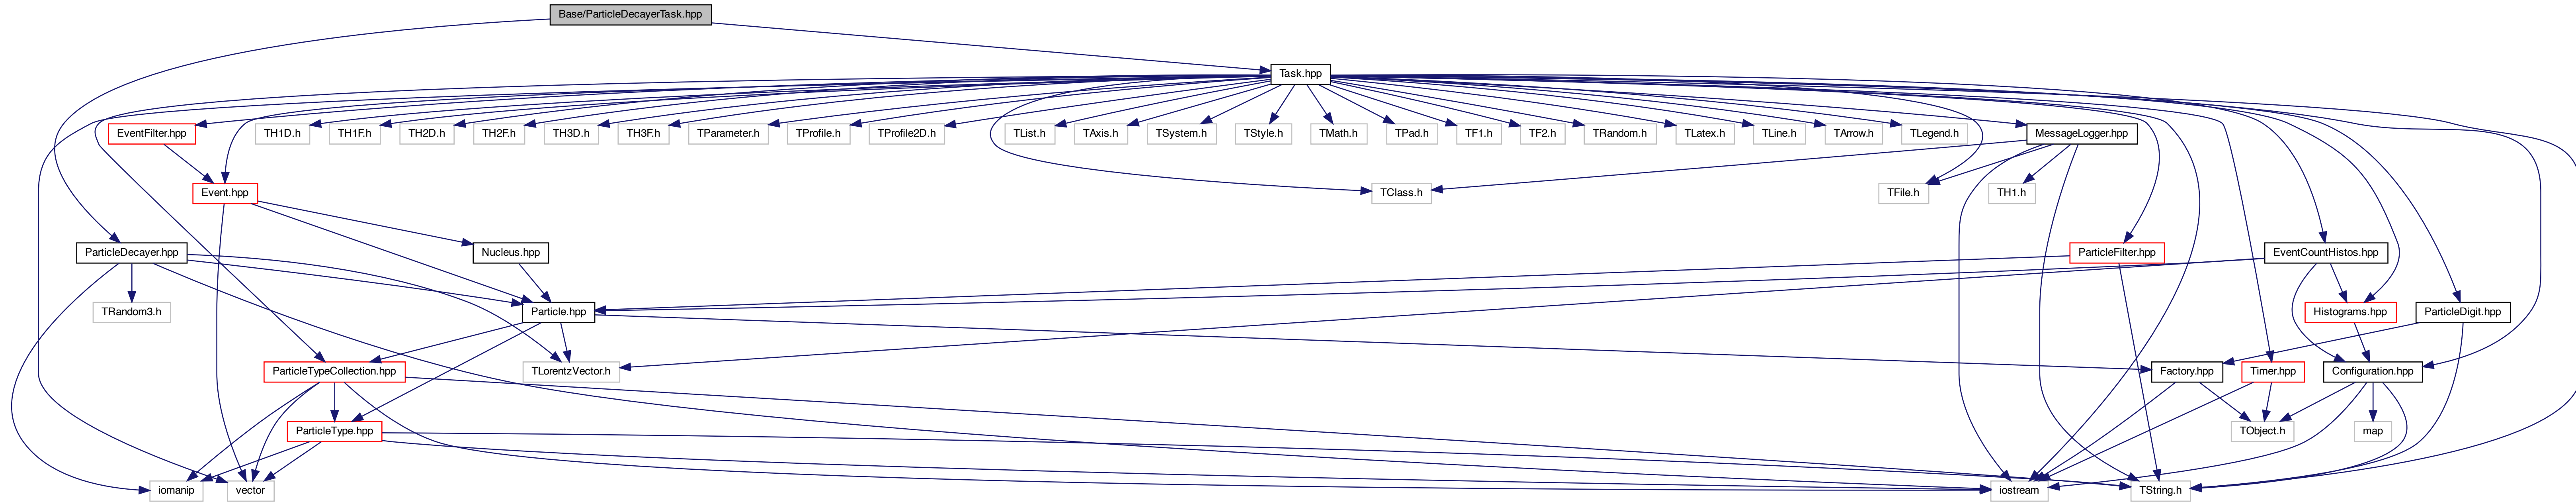 Base/ParticleDecayerTask.hpp
Task.hpp
EventFilter.hpp
TH1D.h
TH1F.h
TH2D.h
TH2F.h
TH3D.h
TH3F.h
TParameter.h
TProfile.h
TProfile2D.h
TList.h
TAxis.h
TSystem.h
TStyle.h
TMath.h
TPad.h
TF1.h
TF2.h
TRandom.h
TLatex.h
TLine.h
TArrow.h
TLegend.h
MessageLogger.hpp
Event.hpp
TClass.h
TFile.h
TH1.h
ParticleDecayer.hpp
Nucleus.hpp
ParticleFilter.hpp
EventCountHistos.hpp
TRandom3.h
Particle.hpp
Histograms.hpp
ParticleDigit.hpp
ParticleTypeCollection.hpp
TLorentzVector.h
Factory.hpp
Timer.hpp
Configuration.hpp
ParticleType.hpp
TObject.h
map
iomanip
vector
iostream
TString.h